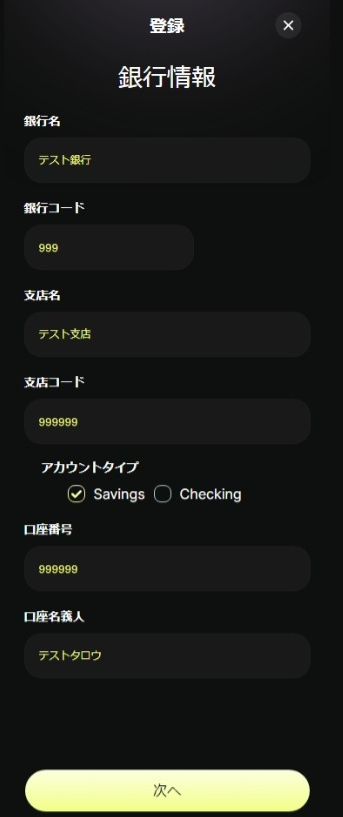 登録
銀行情報
銀行名
テスト銀行
銀行コード
999
支店名
テスト支店
支店コード
999999
アカウントタイプ
Savings Checking
口座番号
999999
口座名義人
テストタロウ
次へ